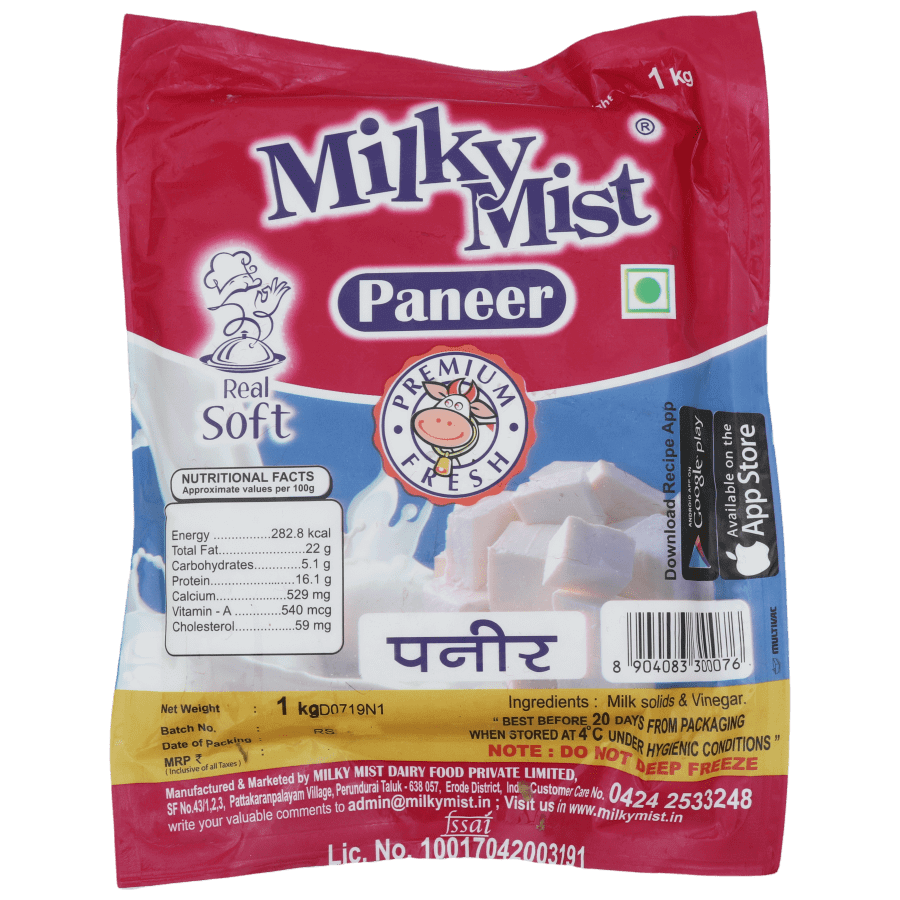 1 kg
Milky
Mist
®
Paneer
Real
Soft
PREMIUM
FRESH
NUTRITIONAL FACTS
Approximate values per 100g
Energy ...............282.8 kcal
Total Fat.....................22 g
Carbohydrates...........5.1 g
Protein.....................16.1 g
Calcium..................529 mg
Vitamin - A ............540 mcg
Cholesterol...............59 mg
Download Recipe App
ANDROID APP ON
Google play
Available on the
App Store
पनीर
8 904083 300076
MULTIVAC
Net Weight : 1 kg D0719N1
Batch No. : RS
Date of Packing :
MRP ₹ :
(Inclusive of all Taxes)
Ingredients : Milk solids & Vinegar.
“ BEST BEFORE 20 DAYS FROM PACKAGING
WHEN STORED AT 4°C UNDER HYGIENIC CONDITIONS ”
NOTE : DO NOT DEEP FREEZE
Manufactured & Marketed by MILKY MIST DAIRY FOOD PRIVATE LIMITED,
SF No.43/1,2,3, Pattakaranpalayam Village, Perundurai Taluk - 638 057, Erode District, Customer Care No. 0424 2533248
write your valuable comments to admin@milkymist.in ; Visit us in www.milkymist.in
fssai
Lic. No. 10017042003191